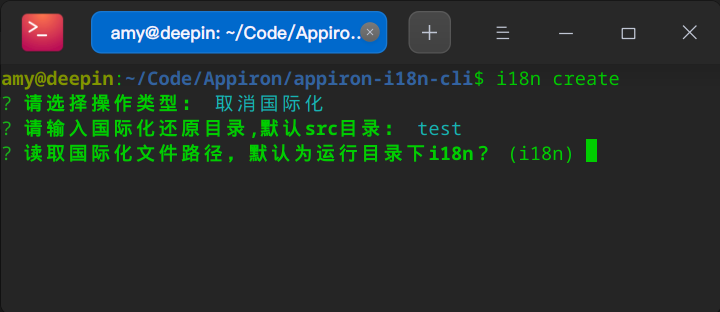 amy@deepin: ~/Code/Appiro..
amy@deepin:~/Code/Appiron/appiron-i18n-cli$ i18n create
? 请选择操作类型： 取消国际化
? 请输入国际化还原目录,默认src目录： test
? 读取国际化文件路径，默认为运行目录下i18n？ (i18n)